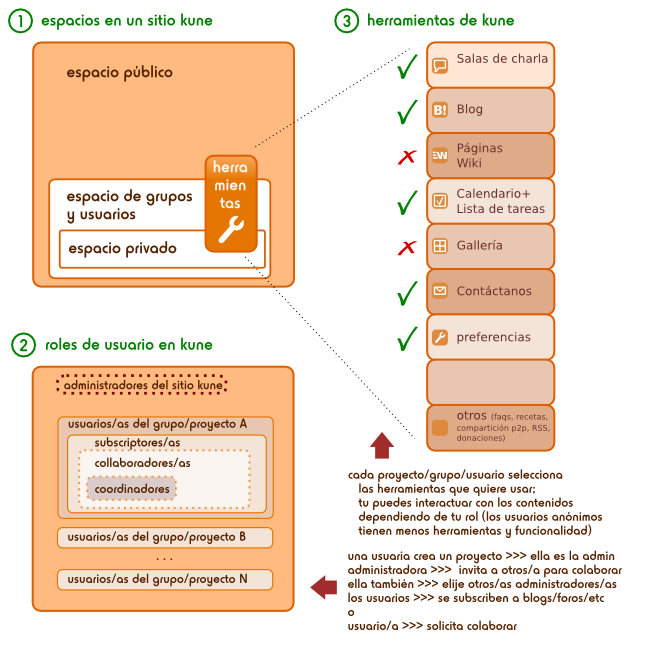 1 espacios en un sitio kune
espacio público
herra
mien
tas
espacio de grupos
y usuarios
espacio privado
2 roles de usuario en kune
administradores del sitio kune
usuarios/as del grupo/proyecto A
subscriptores/as
collaboradores/as
coordinadores
usuarios/as del grupo/proyecto B
...
usuarios/as del grupo/proyecto N
3 herramientas de kune
Salas de charla
B! Blog
EW Páginas
Wiki
Calendario+
Lista de tareas
Gallería
Contáctanos
preferencias
otros (faqs, recetas,
compartición p2p, RSS,
donaciones)
cada proyecto/grupo/usuario selecciona
las herramientas que quiere usar;
tu puedes interactuar con los contenidos
dependiendo de tu rol (los usuarios anónimos
tienen menos herramientas y funcionalidad)
una usuaria crea un proyecto >>> ella es la admin
administradora >>> invita a otros/a para colaborar
ella también >>> elije otros/as administradores/as
los usuarios >>> se subscriben a blogs/foros/etc
o
usuario/a >>> solicita colaborar